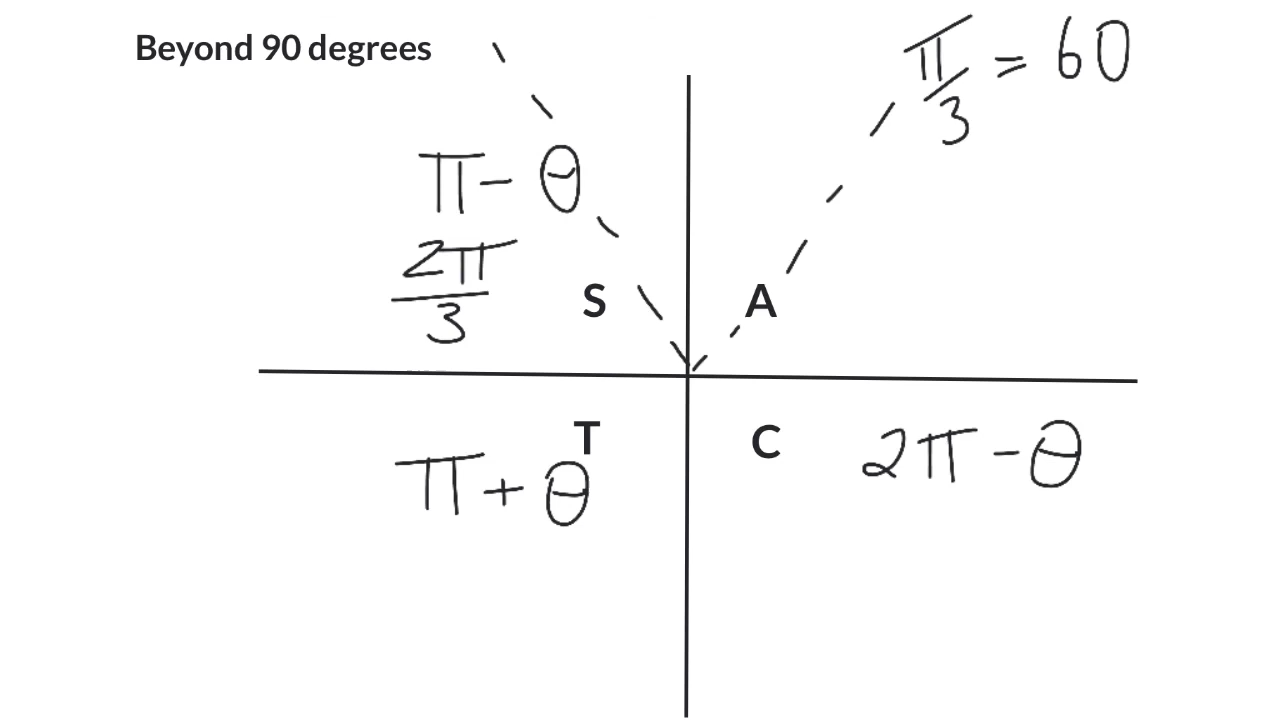 Beyond 90 degrees
π/3 = 60
π - θ
2π/3
S
A
T
C
π + θ
2π - θ